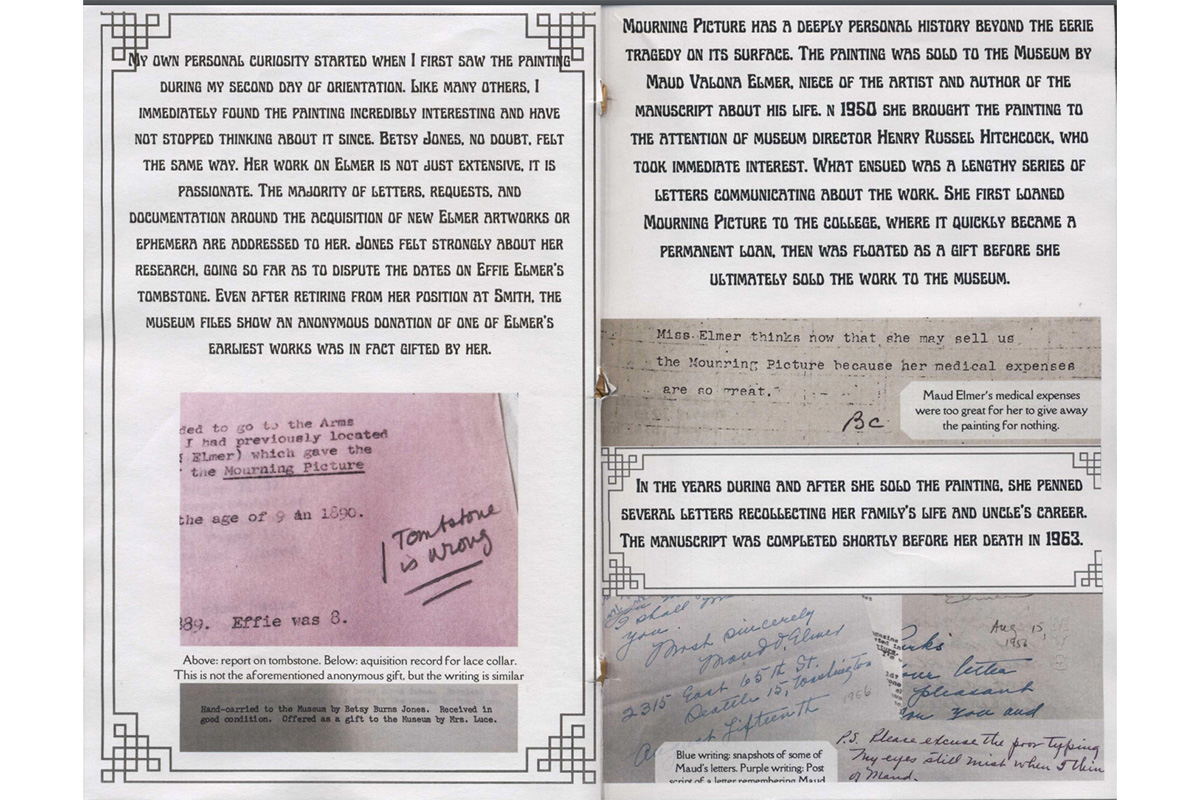 My own personal curiosity started when I first saw the painting
during my second day of orientation. Like many others, I
immediately found the painting incredibly interesting and have
not stopped thinking about it since. Betsy Jones, no doubt, felt
the same way. Her work on Elmer is not just extensive, it is
passionate. The majority of letters, requests, and
documentation around the acquisition of new Elmer artworks or
ephemera are addressed to her. Jones felt strongly about her
research, going so far as to dispute the dates on Effie Elmer's
tombstone. Even after retiring from her position at Smith, the
museum files show an anonymous donation of one of Elmer's
earliest works was in fact gifted by her.
ded to go to the Arms
I had previously located
Elmer) which gave the
the Mourning Picture
the age of 9 in 1890.
Tombstone
is wrong
889. Effie was 8.
Above: report on tombstone. Below: aquisition record for lace collar.
This is not the aforementioned anonymous gift, but the writing is similar
Hand-carried to the Museum by Betsy Burns Jones. Received in
good condition. Offered as a gift to the Museum by Mrs. Luce.
Mourning Picture has a deeply personal history beyond the eerie
tragedy on its surface. The painting was sold to the Museum by
Maud Valona Elmer, niece of the artist and author of the
manuscript about his life. n 1950 she brought the painting to
the attention of museum director Henry Russel Hitchcock, who
took immediate interest. What ensued was a lengthy series of
letters communicating about the work. She first loaned
Mourning Picture to the college, where it quickly became a
permanent loan, then was floated as a gift before she
ultimately sold the work to the museum.
Miss Elmer thinks now that she may sell us
the Mourning Picture because her medical expenses
are so great.
BC
Maud Elmer's medical expenses
were too great for her to give away
the painting for nothing.
In the years during and after she sold the painting, she penned
several letters recollecting her family's life and uncle's career.
The manuscript was completed shortly before her death in 1963.
I shall
you.
Most sincerely
Maud V. Elmer
2315 East 65th St.
Seattle 15, Washington
Fifteenth
1956
Elmer
Aug 15,
1956
our letter
pleasant
you and
P.S. Please excuse the poor typing
My eyes still mist when I thin
of Maud.
Blue writing: snapshots of some of
Maud's letters. Purple writing: Post
script of a letter remembering Maud